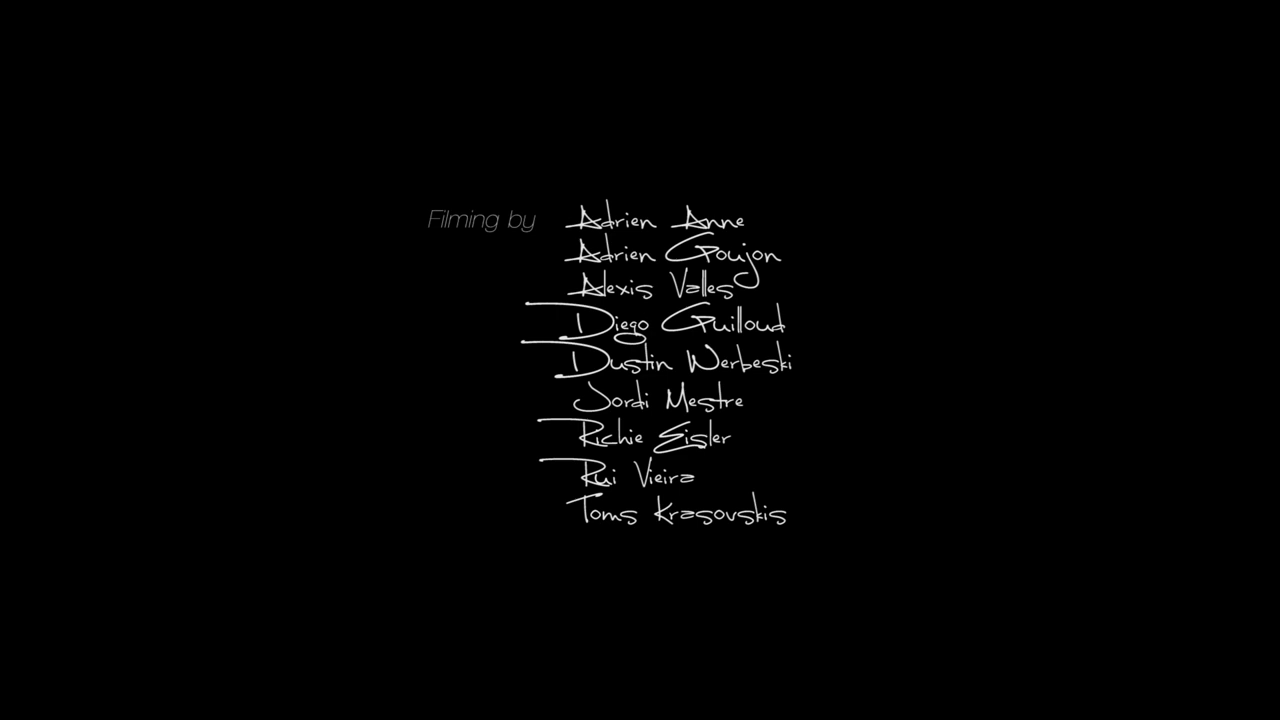 Filming by Adrien Anne
Adrien Goujon
Alexis Valles
Diego Guilloud
Dustin Werbeski
Jordi Mestre
Richie Eisler
Rui Vieira
Toms Krasovskis